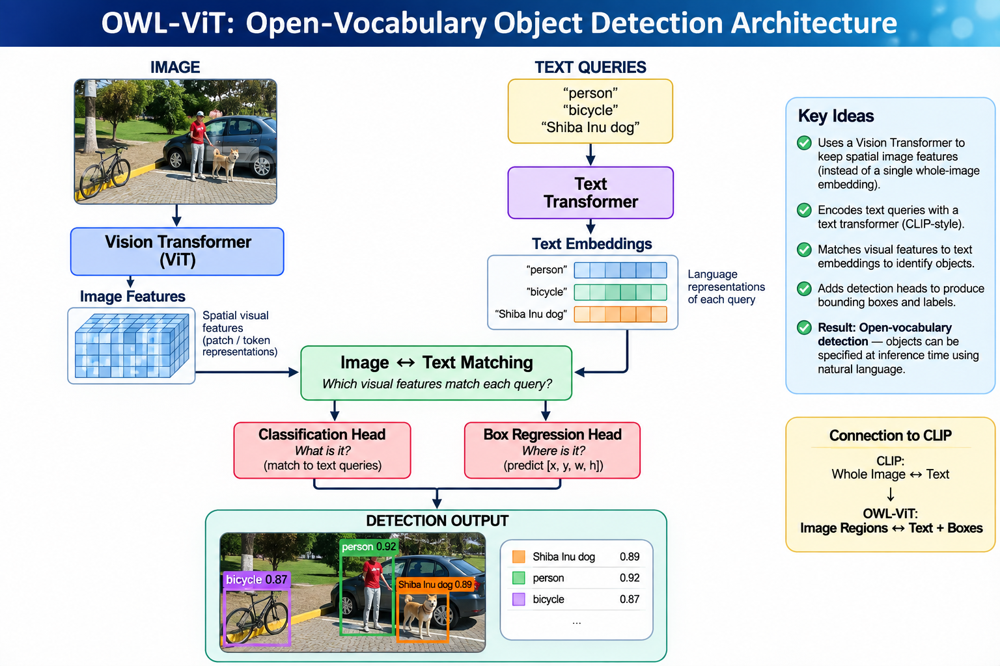 OWL-ViT: Open-Vocabulary Object Detection Architecture
IMAGE
Vision Transformer
(ViT)
Image Features
Spatial visual
features
(patch / token
representations)
TEXT QUERIES
“person”
“bicycle”
“Shiba Inu dog”
Text
Transformer
Text Embeddings
“person”
“bicycle”
“Shiba Inu dog”
Language
representations
of each query
Image ↔ Text Matching
Which visual features match each query?
Classification Head
What is it?
(match to text queries)
Box Regression Head
Where is it?
(predict [x, y, w, h])
DETECTION OUTPUT
person 0.92
bicycle 0.87
Shiba Inu dog 0.89
Shiba Inu dog 0.89
person 0.92
bicycle 0.87
...
Key Ideas
Uses a Vision Transformer to
keep spatial image features
(instead of a single whole-image
embedding).
Encodes text queries with a
text transformer (CLIP-style).
Matches visual features to text
embeddings to identify objects.
Adds detection heads to produce
bounding boxes and labels.
Result: Open-vocabulary
detection — objects can be
specified at inference time using
natural language.
Connection to CLIP
CLIP:
Whole Image ↔ Text
↓
OWL-ViT:
Image Regions ↔ Text + Boxes